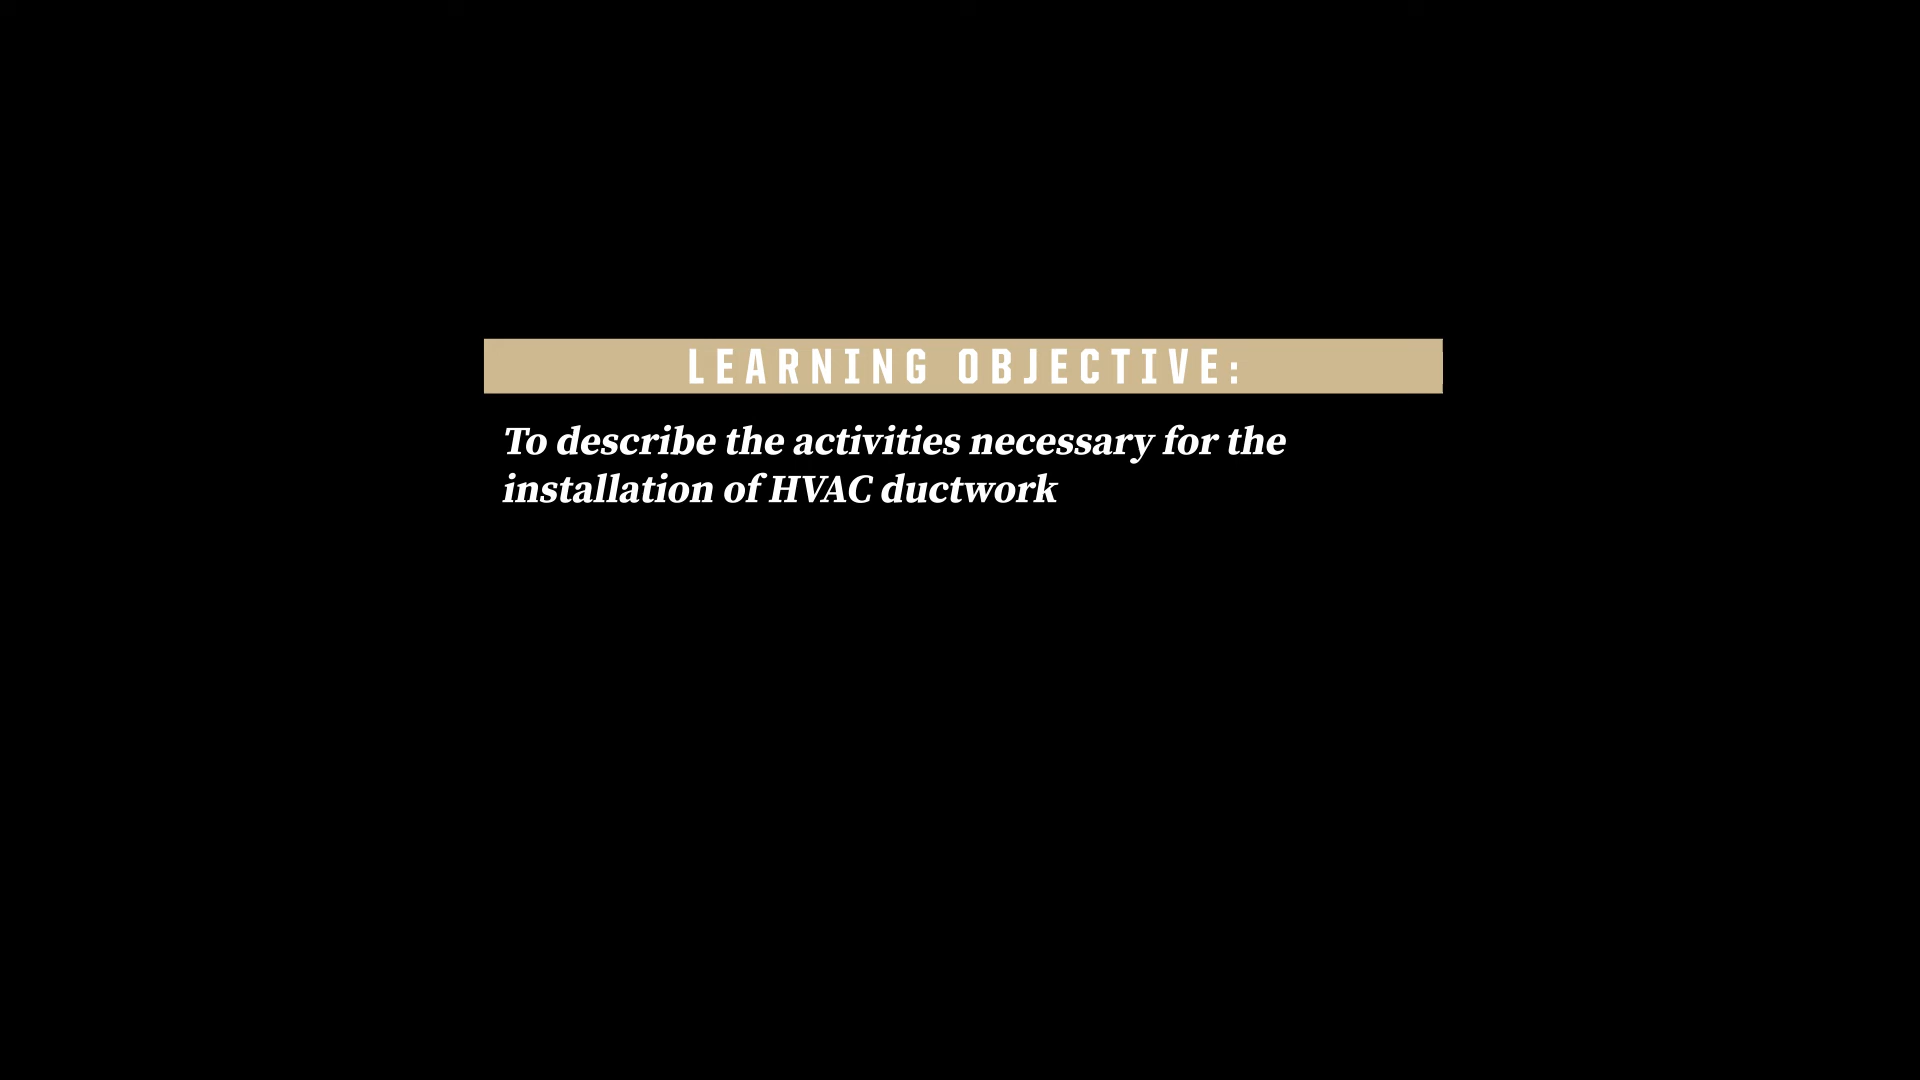 LEARNING OBJECTIVE:
To describe the activities necessary for the
installation of HVAC ductwork